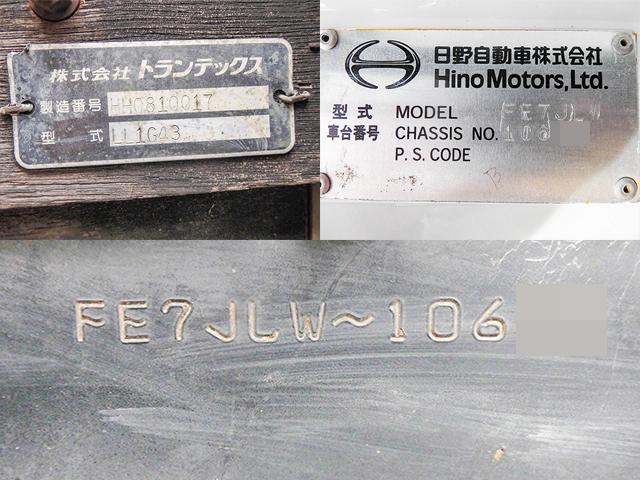 株式会社 トランテックス
製造番号 HH0810017
型式 LL1GA3
日野自動車株式会社
Hino Motors, Ltd.
型式 MODEL FE7JLW
車台番号 CHASSIS NO. 106
P. S. CODE
FE7JLW~106